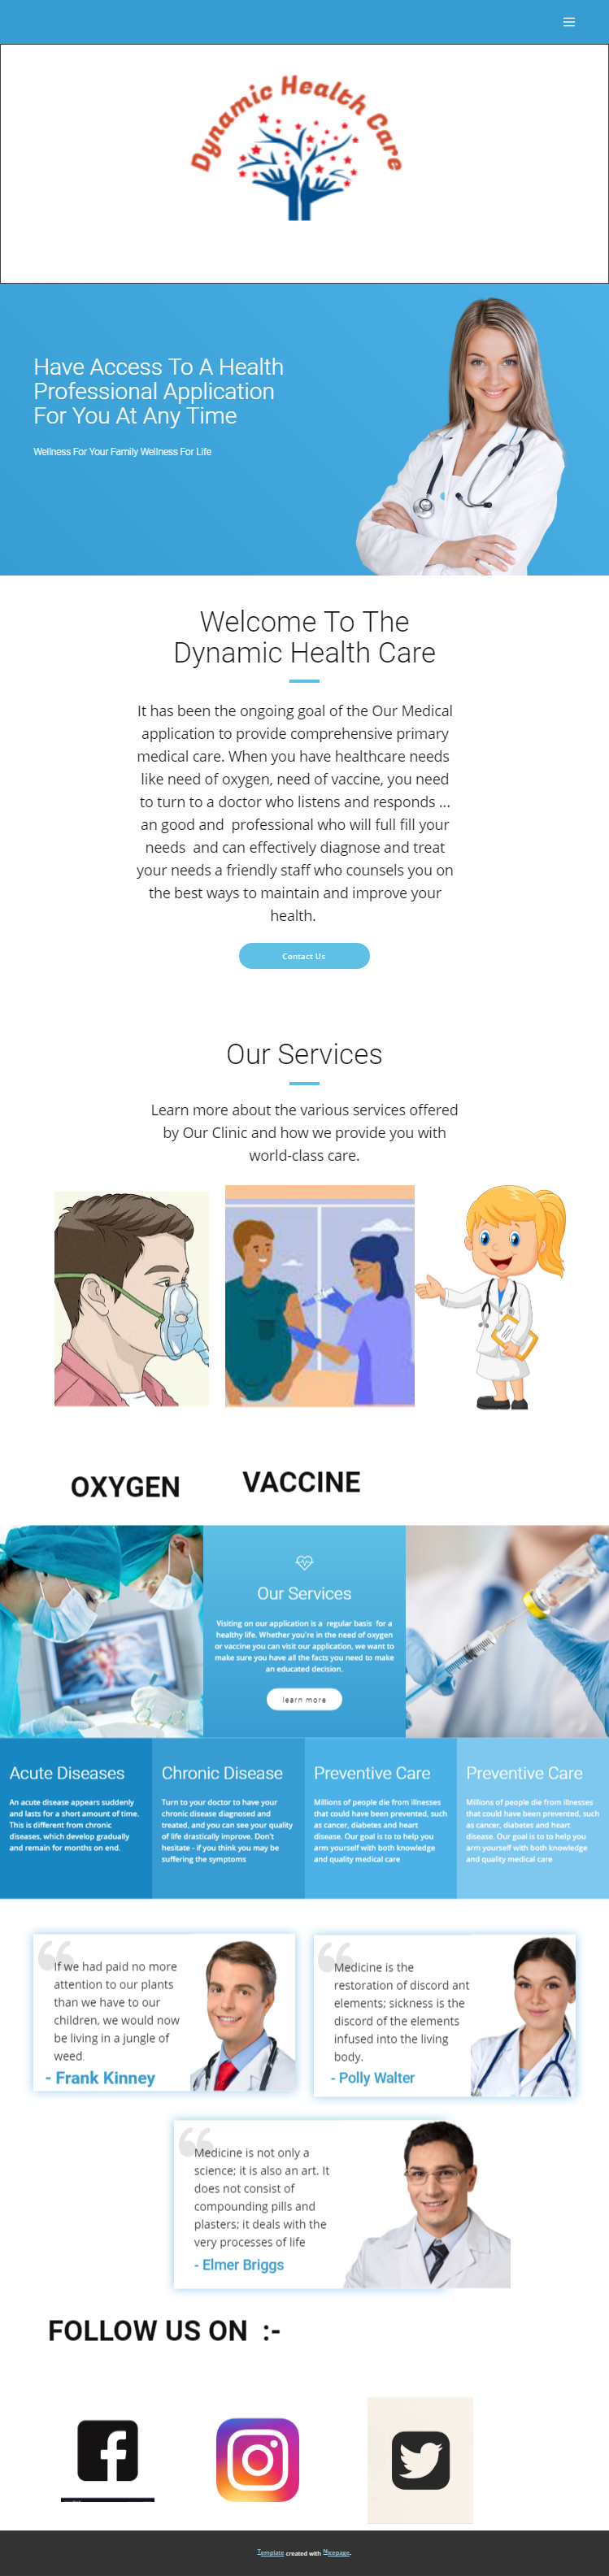 Dynamic Health Care
Have Access To A Health
Professional Application
For You At Any Time
Wellness For Your Family Wellness For Life
Welcome To The
Dynamic Health Care
It has been the ongoing goal of the Our Medical
application to provide comprehensive primary
medical care. When you have healthcare needs
like need of oxygen, need of vaccine, you need
to turn to a doctor who listens and responds ...
an good and professional who will full fill your
needs and can effectively diagnose and treat
your needs a friendly staff who counsels you on
the best ways to maintain and improve your
health.
Contact Us
Our Services
Learn more about the various services offered
by Our Clinic and how we provide you with
world-class care.
OXYGEN
VACCINE
Our Services
Visiting on our application is a regular basis for a
healthy life. Whether you're in the need of oxygen
or vaccine you can visit our application, we want to
make sure you have all the facts you need to make
an educated decision.
learn more
Acute Diseases
An acute disease appears suddenly
and lasts for a short amount of time.
This is different from chronic
diseases, which develop gradually
and remain for months on end.
Chronic Disease
Turn to your doctor to have your
chronic disease diagnosed and
treated, and you can see your quality
of life drastically improve. Don't
hesitate - if you think you may be
suffering the symptoms
Preventive Care
Millions of people die from illnesses
that could have been prevented, such
as cancer, diabetes and heart
disease. Our goal is to to help you
arm yourself with both knowledge
and quality medical care
Preventive Care
Millions of people die from illnesses
that could have been prevented, such
as cancer, diabetes and heart
disease. Our goal is to to help you
arm yourself with both knowledge
and quality medical care
If we had paid no more
attention to our plants
than we have to our
children, we would now
be living in a jungle of
weed.
- Frank Kinney
Medicine is the
restoration of discord ant
elements; sickness is the
discord of the elements
infused into the living
body.
- Polly Walter
Medicine is not only a
science; it is also an art. It
does not consist of
compounding pills and
plasters; it deals with the
very processes of life
- Elmer Briggs
FOLLOW US ON :-
Template created with Nicepage.